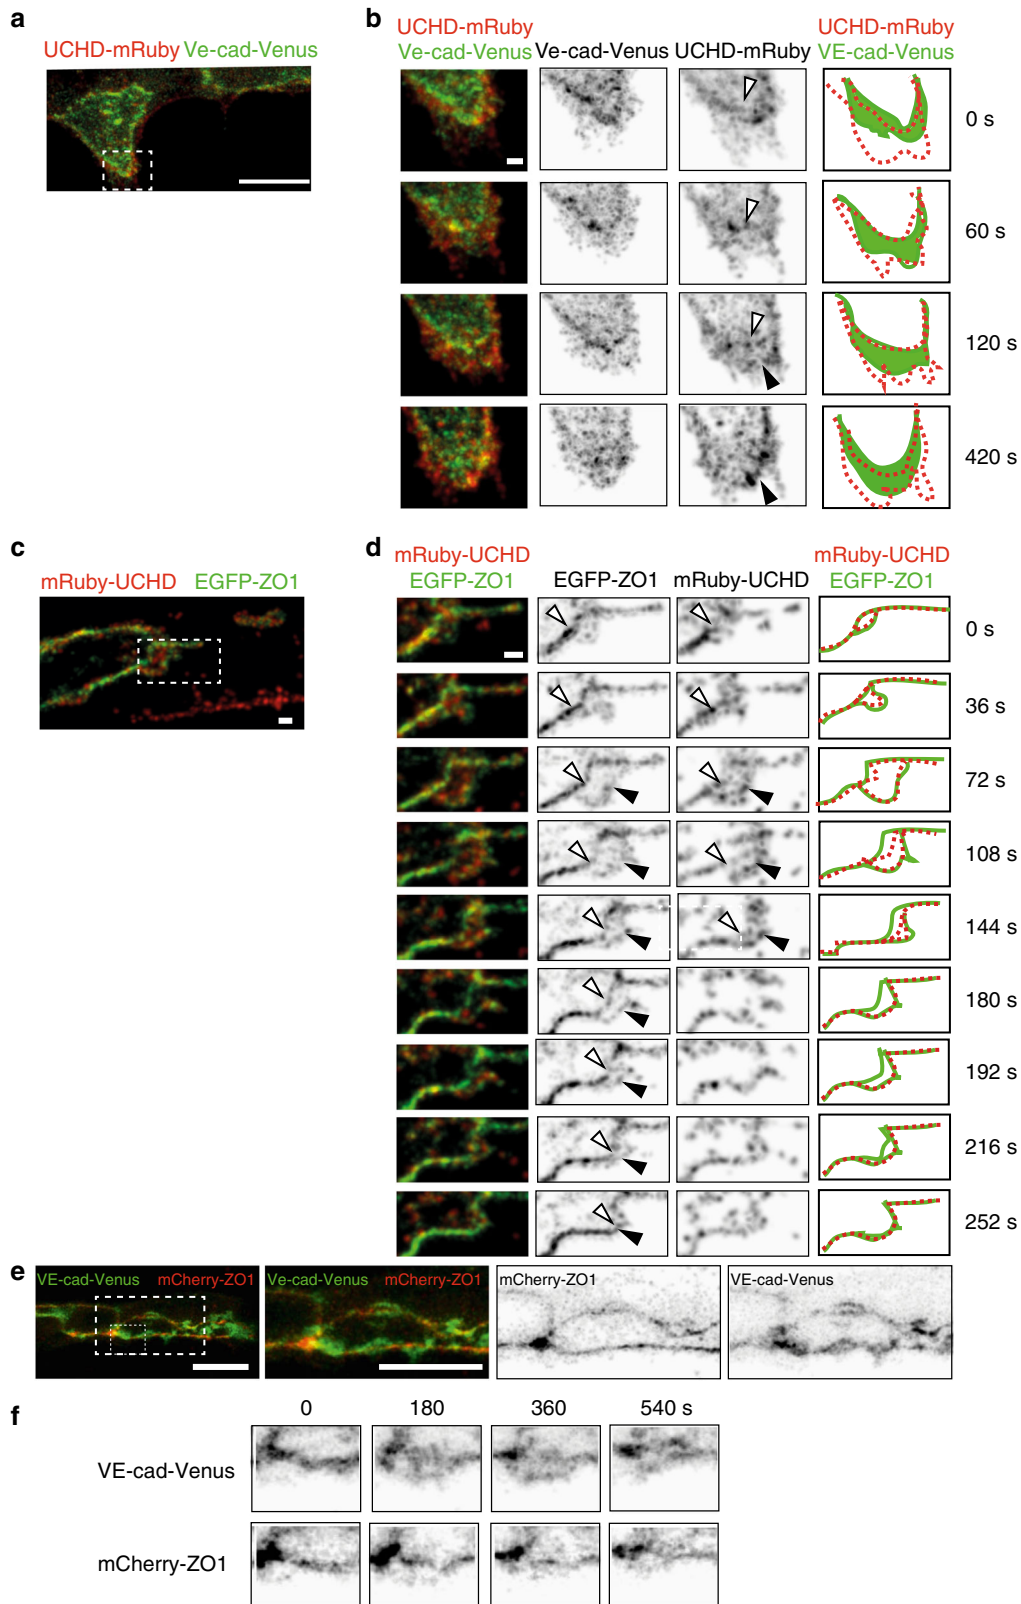 a
UCHD-mRuby Ve-cad-Venus
b
UCHD-mRuby
Ve-cad-Venus
Ve-cad-Venus
UCHD-mRuby
UCHD-mRuby
VE-cad-Venus
0 s
60 s
120 s
420 s
c
mRuby-UCHD EGFP-ZO1
d
mRuby-UCHD
EGFP-ZO1
EGFP-ZO1
mRuby-UCHD
mRuby-UCHD
EGFP-ZO1
0 s
36 s
72 s
108 s
144 s
180 s
192 s
216 s
252 s
e
VE-cad-Venus mCherry-ZO1
Ve-cad-Venus mCherry-ZO1
mCherry-ZO1
VE-cad-Venus
f
0 180 360 540 s
VE-cad-Venus
mCherry-ZO1